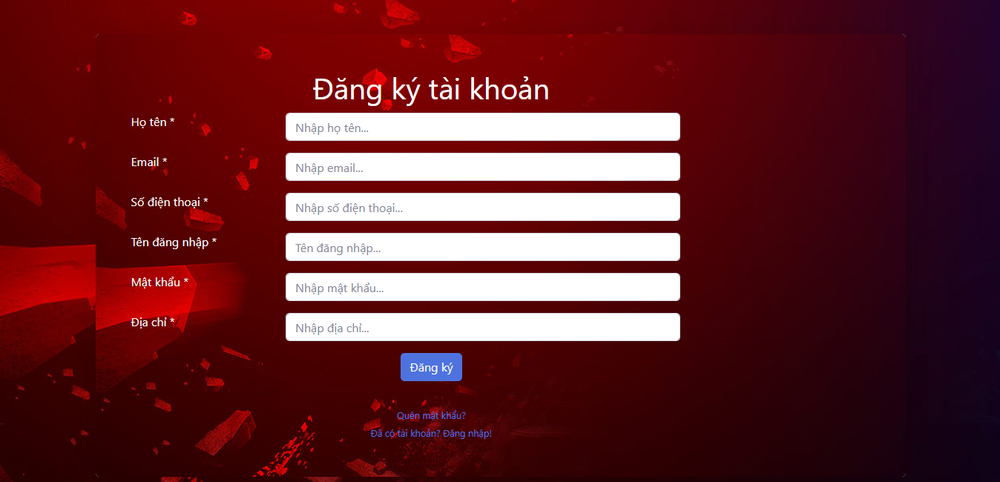 Đăng ký tài khoản
Họ tên *
Nhập họ tên...
Email *
Nhập email...
Số điện thoại *
Nhập số điện thoại...
Tên đăng nhập *
Tên đăng nhập...
Mật khẩu *
Nhập mật khẩu...
Địa chỉ *
Nhập địa chỉ...
Đăng ký
Quên mật khẩu?
Đã có tài khoản? Đăng nhập!